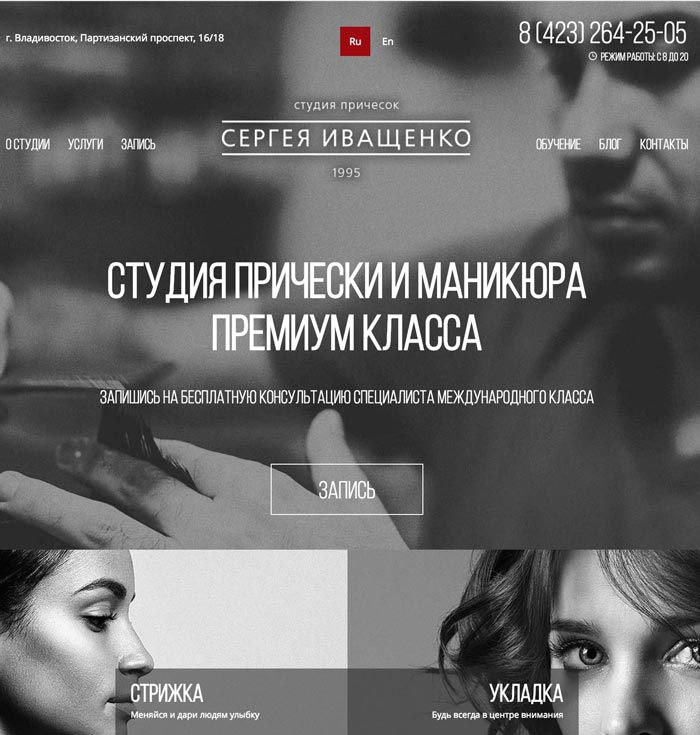 г. Владивосток, Партизанский проспект, 16/18
Ru
En
8 (423) 264-25-05
РЕЖИМ РАБОТЫ: С 8 ДО 20
студия причесок
СЕРГЕЯ ИВАЩЕНКО
1995
О СТУДИИ
УСЛУГИ
ЗАПИСЬ
ОБУЧЕНИЕ
БЛОГ
КОНТАКТЫ
СТУДИЯ ПРИЧЕСКИ И МАНИКЮРА
ПРЕМИУМ КЛАССА
ЗАПИШИСЬ НА БЕСПЛАТНУЮ КОНСУЛЬТАЦИЮ СПЕЦИАЛИСТА МЕЖДУНАРОДНОГО КЛАССА
ЗАПИСЬ
СТРИЖКА
Меняйся и дари людям улыбку
УКЛАДКА
Будь всегда в центре внимания